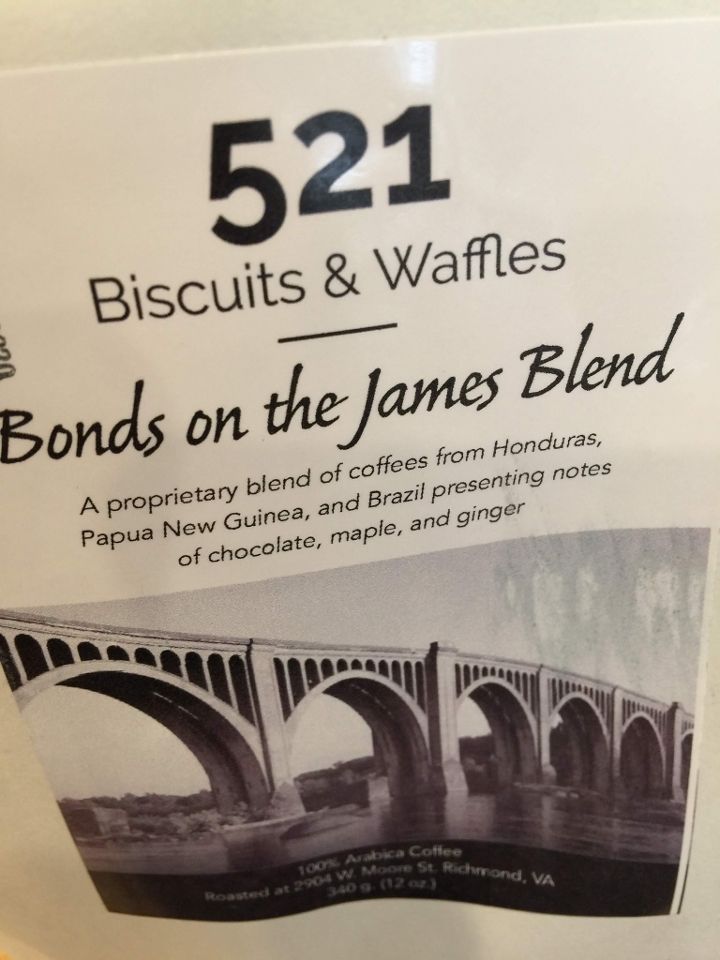 521
Biscuits & Waffles
Bonds on the James Blend
A proprietary blend of coffees from Honduras,
Papua New Guinea, and Brazil presenting notes
of chocolate, maple, and ginger
100% Arabica Coffee
Roasted at 2904 W. Moore St. Richmond, VA
340 g. (12 oz.)